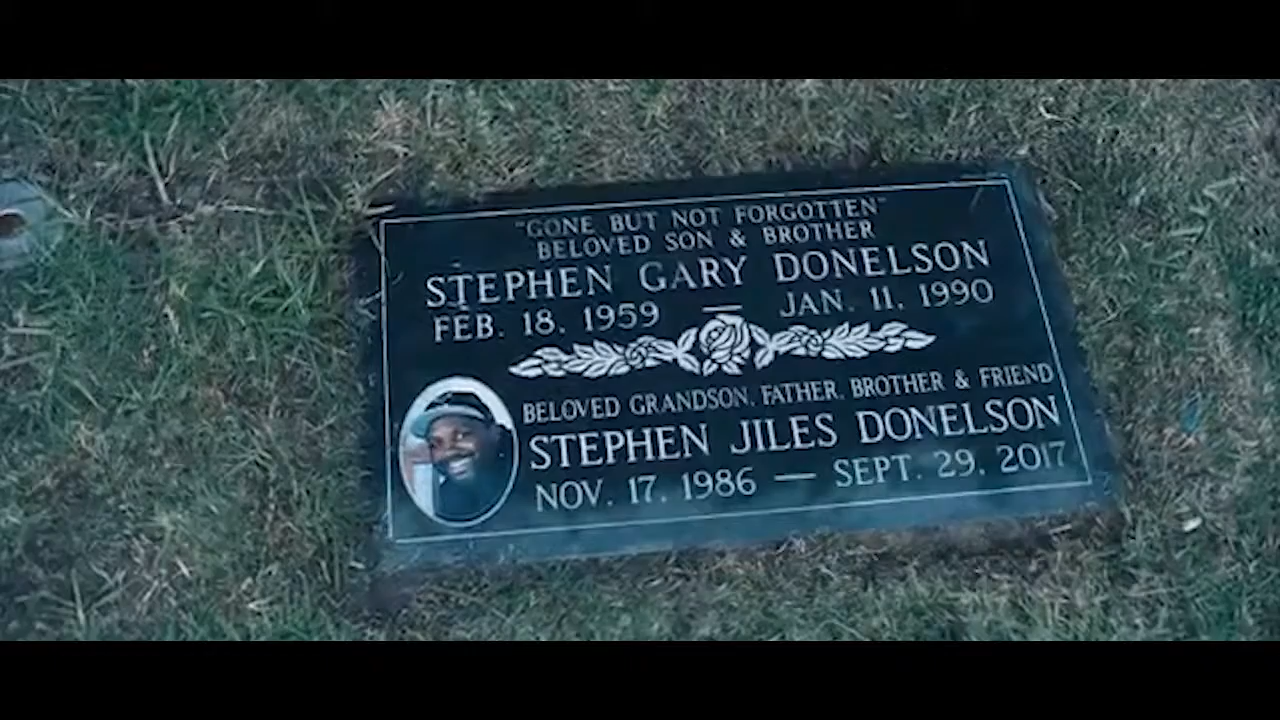 "GONE BUT NOT FORGOTTEN"
BELOVED SON & BROTHER
STEPHEN GARY DONELSON
FEB. 18. 1959 — JAN. 11. 1990
BELOVED GRANDSON, FATHER, BROTHER & FRIEND
STEPHEN JILES DONELSON
NOV. 17. 1986 — SEPT. 29. 2017